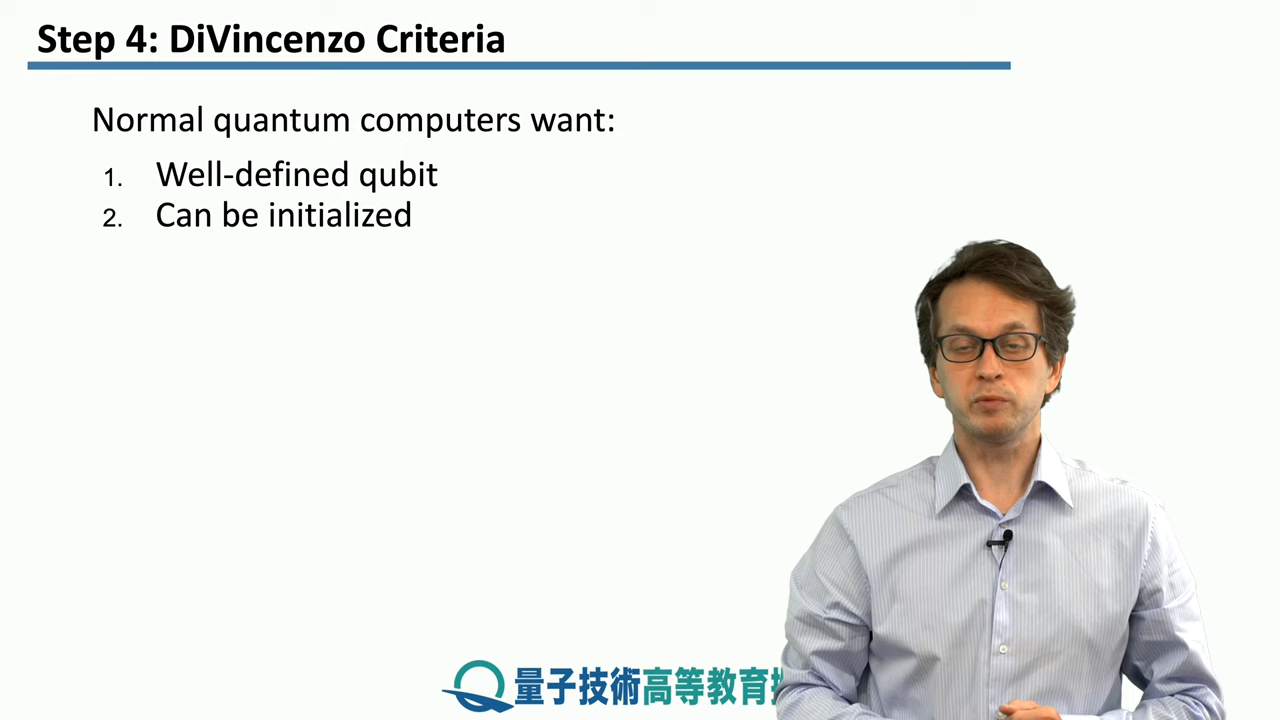 Step 4: DiVincenzo Criteria
Normal quantum computers want:
1. Well-defined qubit
2. Can be initialized
量子技術高等教育